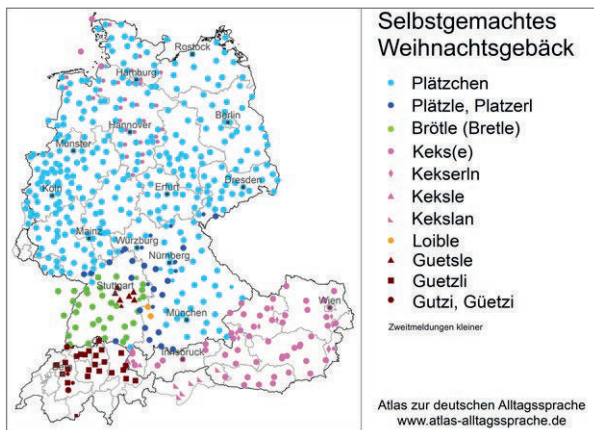 Selbstgemachtes
Weihnachtsgebäck
Plätzchen
Plätzle, Platzerl
Brötle (Bretle)
Keks(e)
Kekserln
Keksle
Kekslan
Loible
Guetsle
Guetzli
Gutzi, Güetzi
Zweitmeldungen kleiner
Atlas zur deutschen Alltagssprache
www.atlas-alltagssprache.de
Rostock
Hamburg
Berlin
Hannover
Münster
Köln
Erfurt
Dresden
Mainz
Würzburg
Nürnberg
Stuttgart
München
Wien
Innsbruck